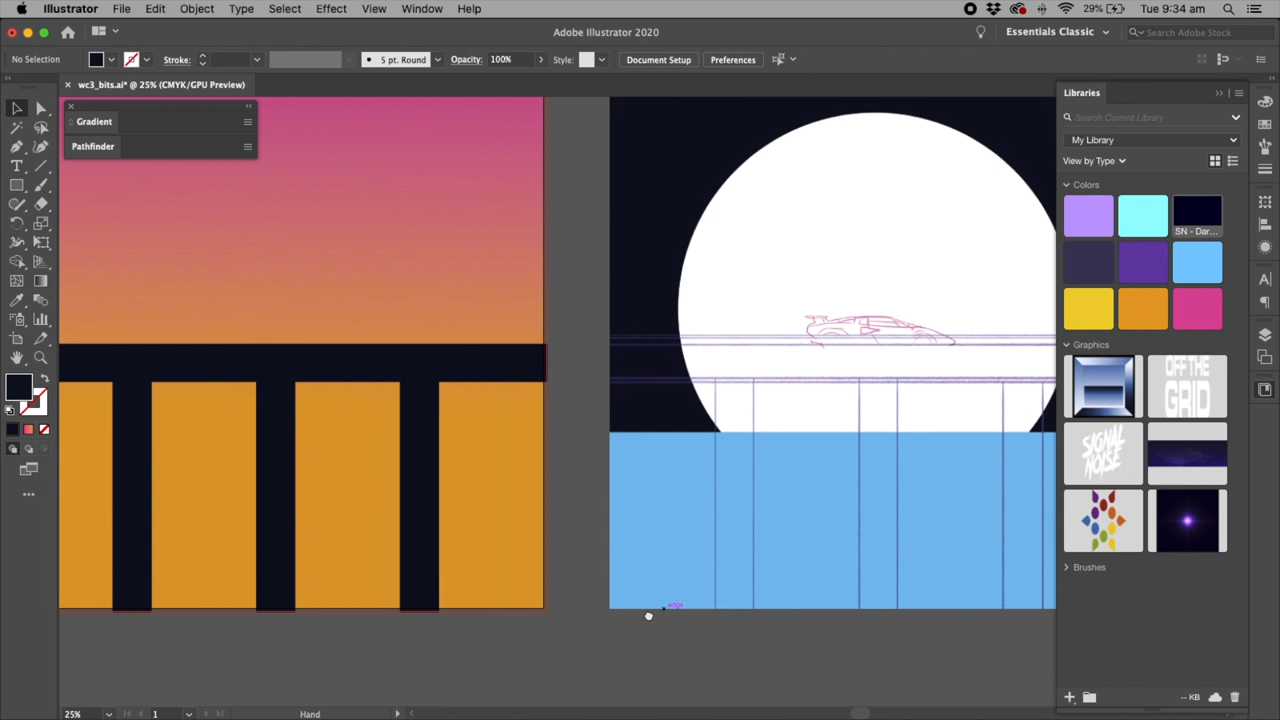 Illustrator File Edit Object Type Select Effect View Window Help 29% Tue 9:34 am
Adobe Illustrator 2020 Essentials Classic Search Adobe Stock
No Selection Stroke: 5 pt. Round Opacity: 100% Style: Document Setup Preferences
wc3_bits.ai* @ 25% (CMYK/GPU Preview)
Gradient
Pathfinder
Libraries
Search Current Library
My Library
View by Type
Colors
SN - Dar...
Graphics
OFF THE GRID
SIGNAL NOISE
Brushes
edge
-- KB
25% 1 Hand